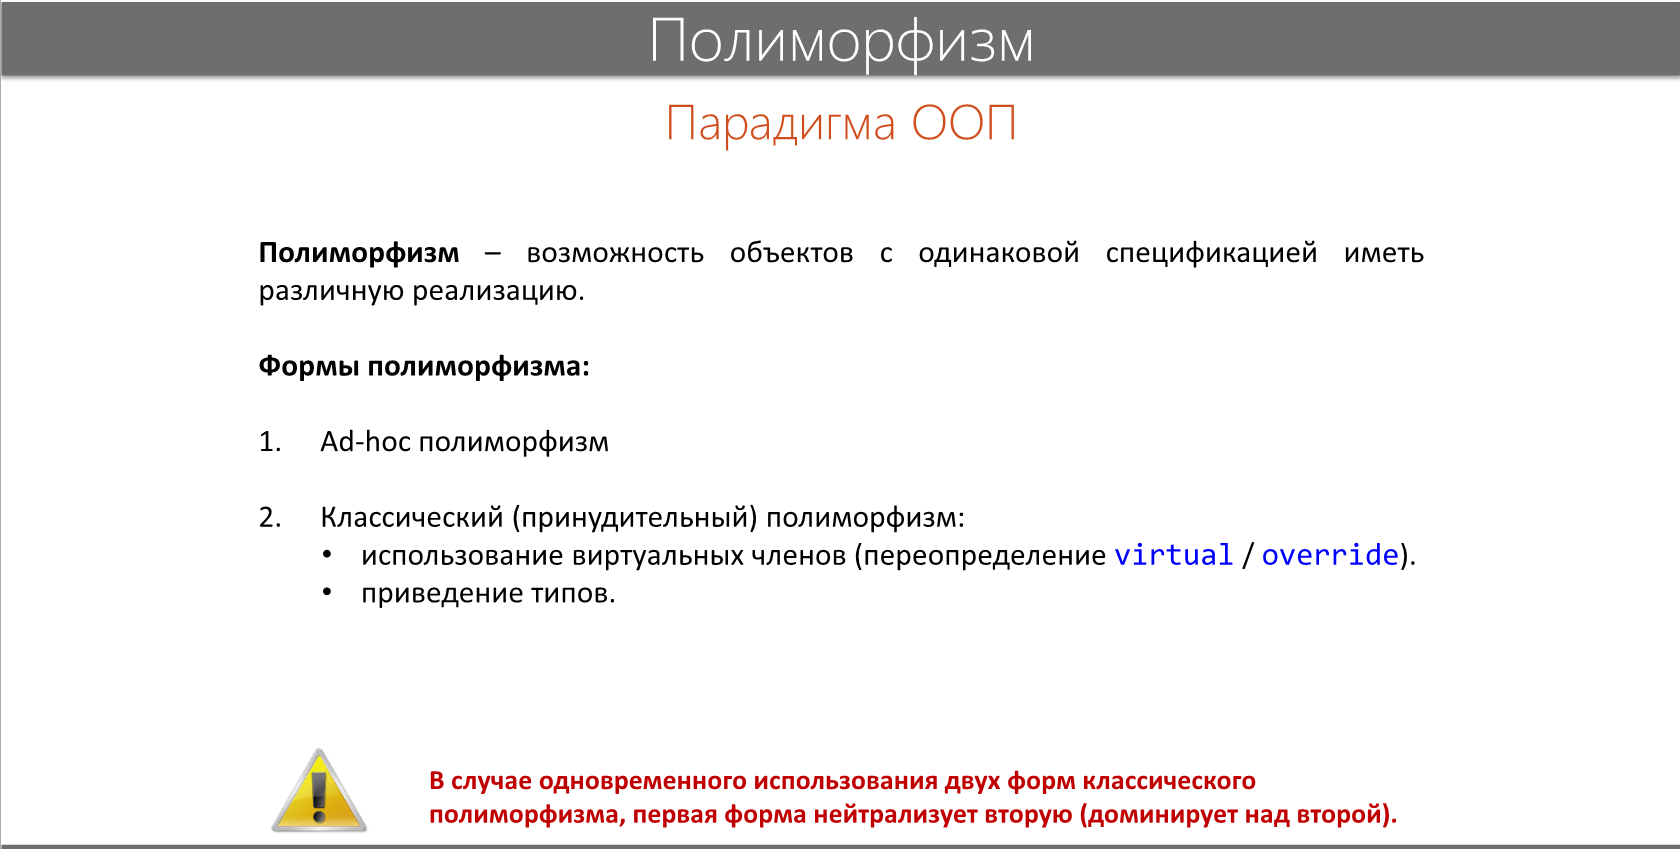 Полиморфизм
Парадигма ООП
Полиморфизм – возможность объектов с одинаковой спецификацией иметь
различную реализацию.
Формы полиморфизма:
1. Ad-hoc полиморфизм
2. Классический (принудительный) полиморфизм:
• использование виртуальных членов (переопределение virtual / override).
• приведение типов.
В случае одновременного использования двух форм классического
полиморфизма, первая форма нейтрализует вторую (доминирует над второй).